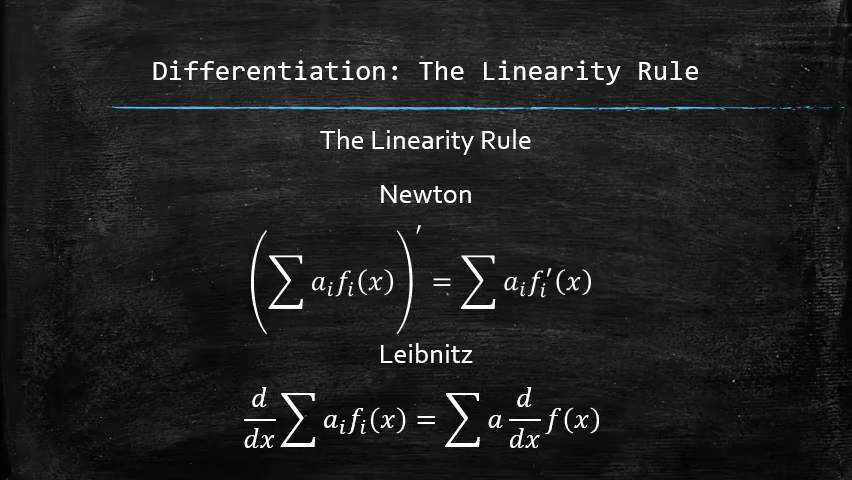 Differentiation: The Linearity Rule
The Linearity Rule
Newton
(∑ aᵢfᵢ(x))′ = ∑ aᵢfᵢ′(x)
Leibnitz
d/dx ∑ aᵢfᵢ(x) = ∑ a d/dx f(x)